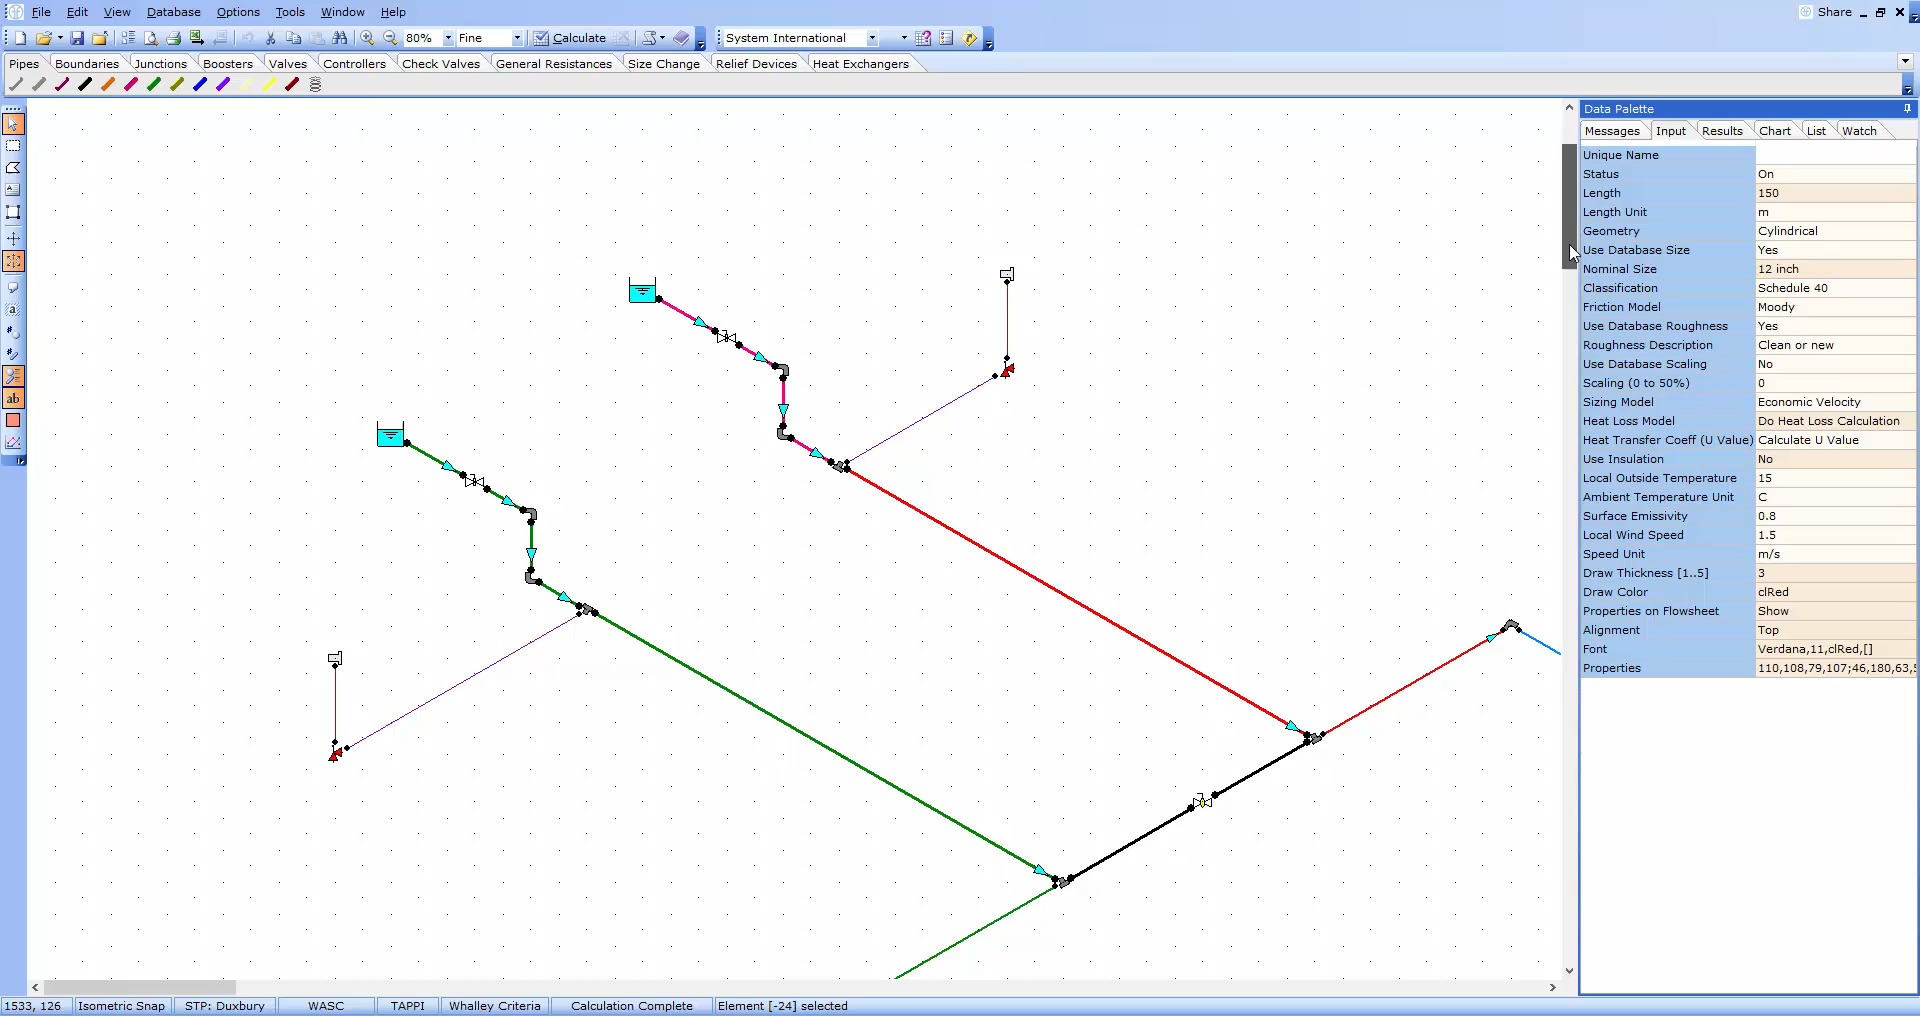 File Edit View Database Options Tools Window Help Share
80% Fine Calculate System International
Pipes Boundaries Junctions Boosters Valves Controllers Check Valves General Resistances Size Change Relief Devices Heat Exchangers
Data Palette
Messages Input Results Chart List Watch
Unique Name
Status On
Length 150
Length Unit m
Geometry Cylindrical
Use Database Size Yes
Nominal Size 12 inch
Classification Schedule 40
Friction Model Moody
Use Database Roughness Yes
Roughness Description Clean or new
Use Database Scaling No
Scaling (0 to 50%) 0
Sizing Model Economic Velocity
Heat Loss Model Do Heat Loss Calculation
Heat Transfer Coeff (U Value) Calculate U Value
Use Insulation No
Local Outside Temperature 15
Ambient Temperature Unit C
Surface Emissivity 0.8
Local Wind Speed 1.5
Speed Unit m/s
Draw Thickness [1..5] 3
Draw Color clRed
Properties on Flowsheet Show
Alignment Top
Font Verdana,11,clRed,[]
Properties 110,108,79,107;46,180,63,
a
ab
1533, 126 Isometric Snap STP: Duxbury WASC TAPPI Whalley Criteria Calculation Complete Element [-24] selected